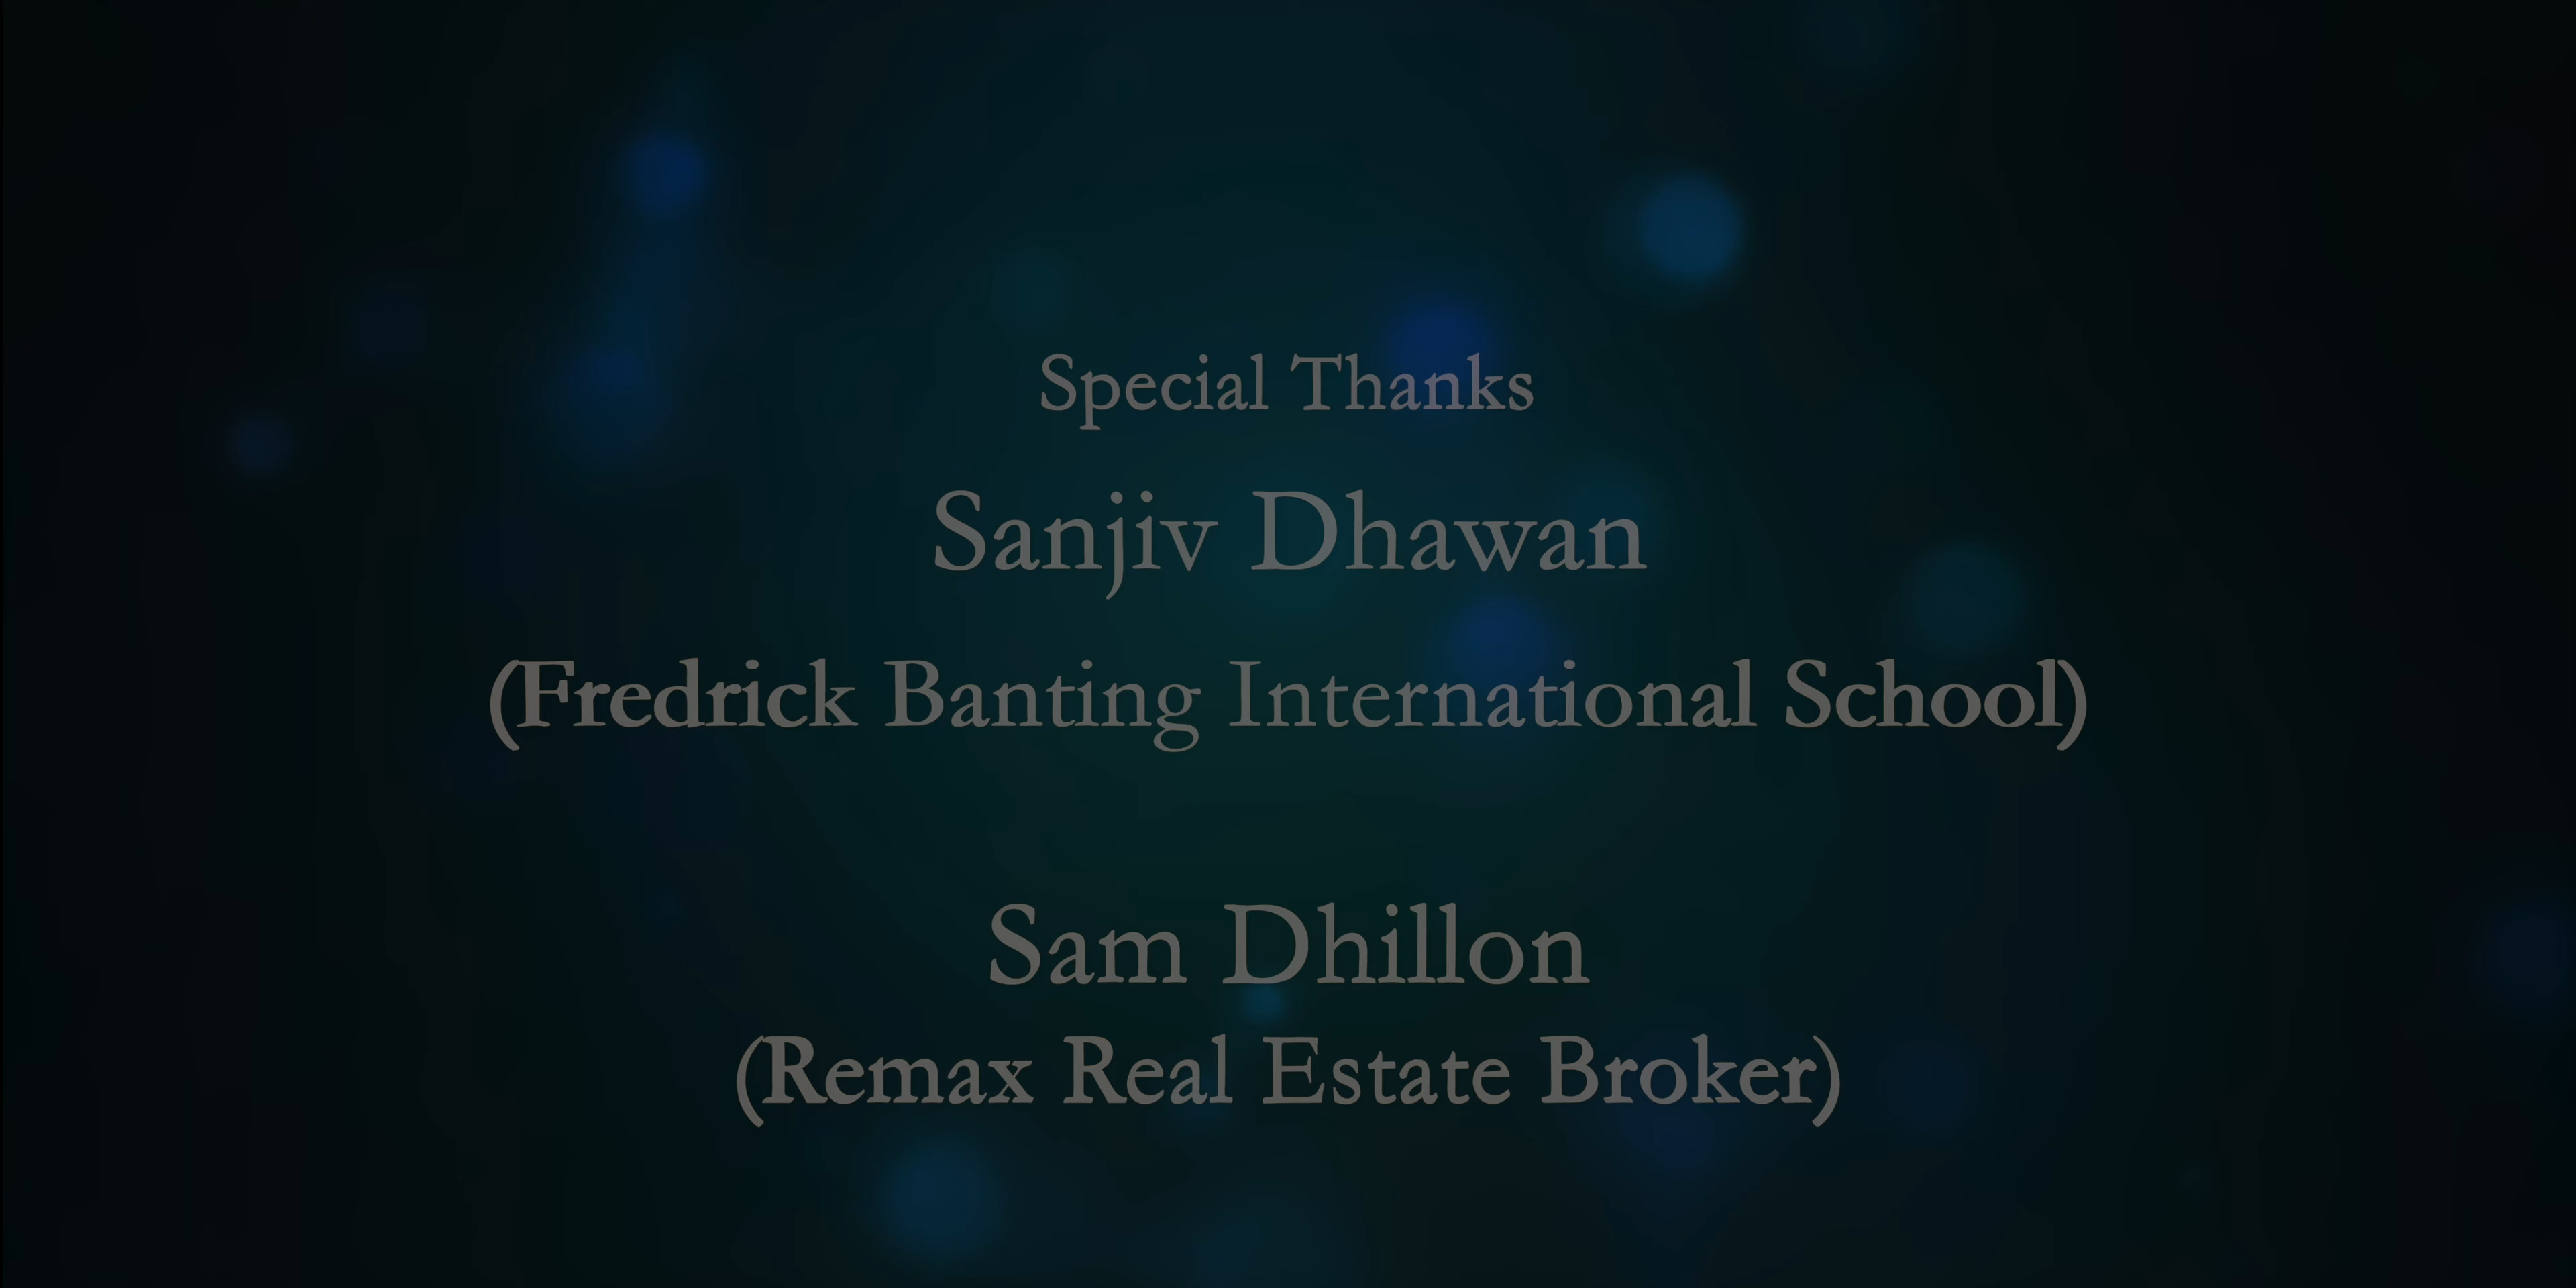 Special Thanks
Sanjiv Dhawan
(Fredrick Banting International School)
Sam Dhillon
(Remax Real Estate Broker)